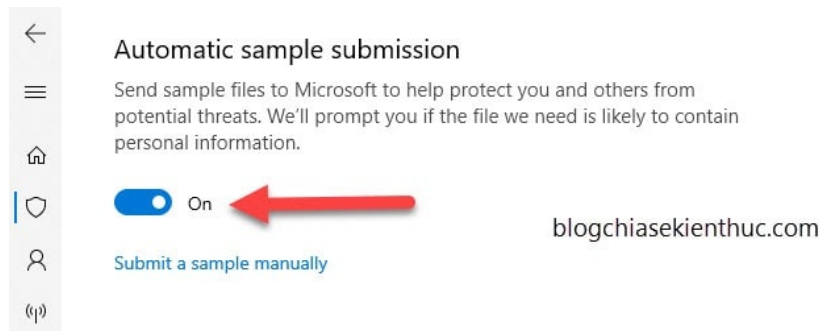 Automatic sample submission
Send sample files to Microsoft to help protect you and others from
potential threats. We'll prompt you if the file we need is likely to contain
personal information.
On
blogchiasekienthuc.com
Submit a sample manually